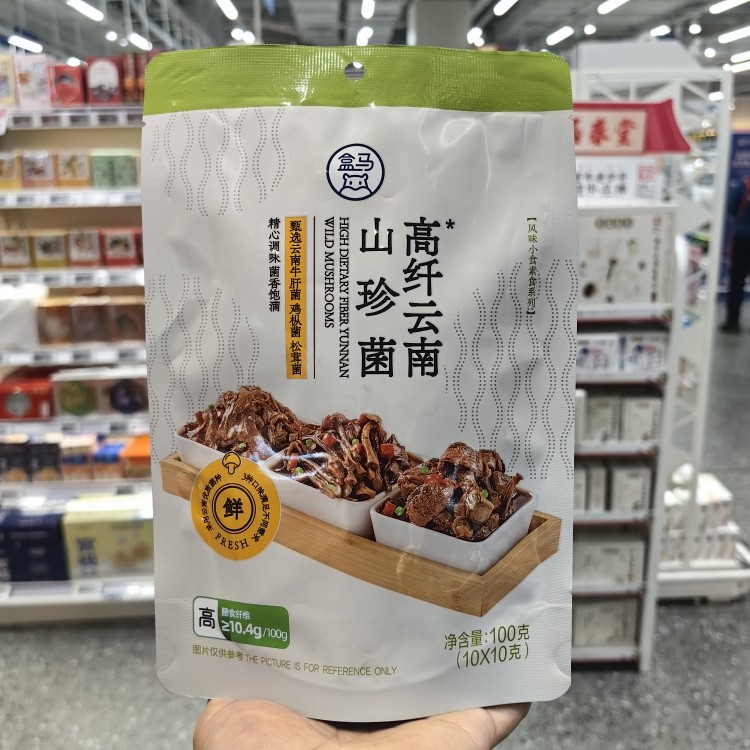 盒马
*高纤云南
山珍菌
HIGH DIETARY FIBER YUNNAN
WILD MUSHROOMS
甄选云南牛肝菌 鸡枞菌 松茸菌
精心调味 菌香饱满
【风味小食素食系列】
鲜
FRESH
高
膳食纤维
≥10.4g/100g
图片仅供参考 THE PICTURE IS FOR REFERENCE ONLY
净含量:100克
(10X10克)